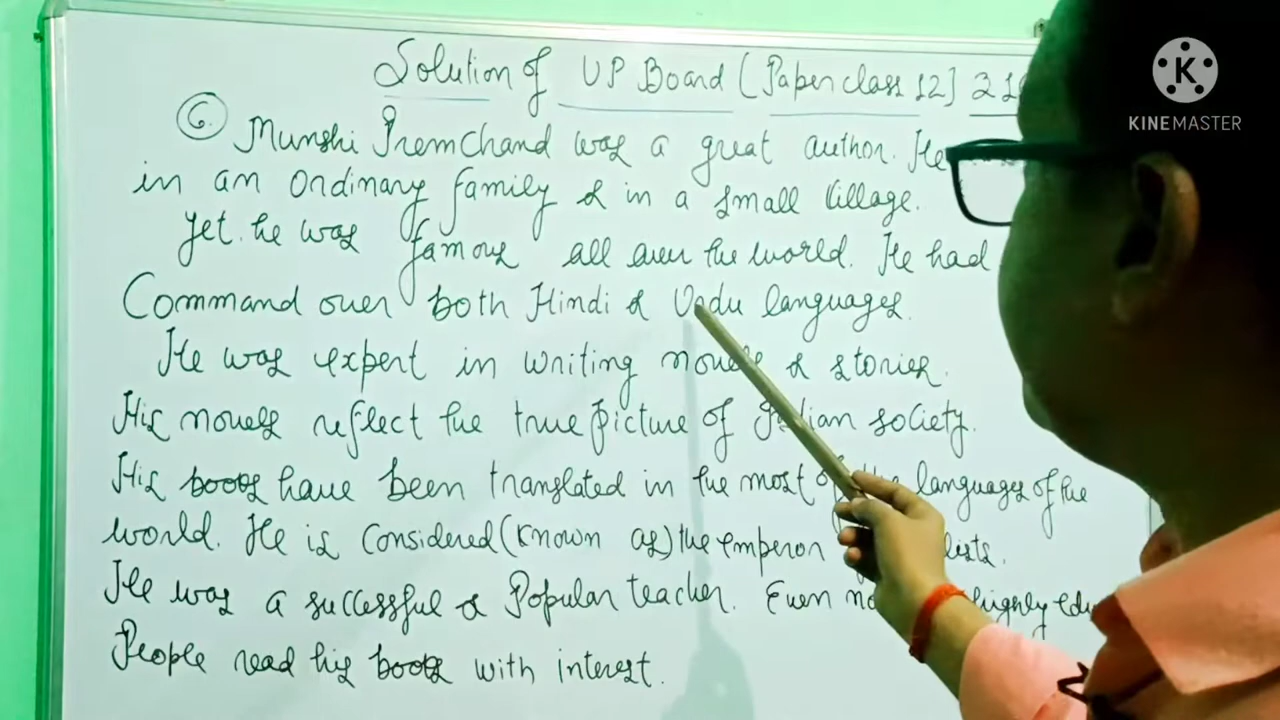 Solution of UP Board (Paper class 12]
6. Munshi Premchand was a great author. He
in an ordinary family & in a small village.
Yet. he was famous all over the world. He had
Command over both Hindi & Urdu languages.
He was expert in writing novels & stories.
His novels reflect the true picture of Indian society.
His books have been translated in the most of the languages of the
world. He is considered (known as) the emperor
He was a successful & Popular teacher. Even highly
People read his books with interest.
K
KINEMASTER